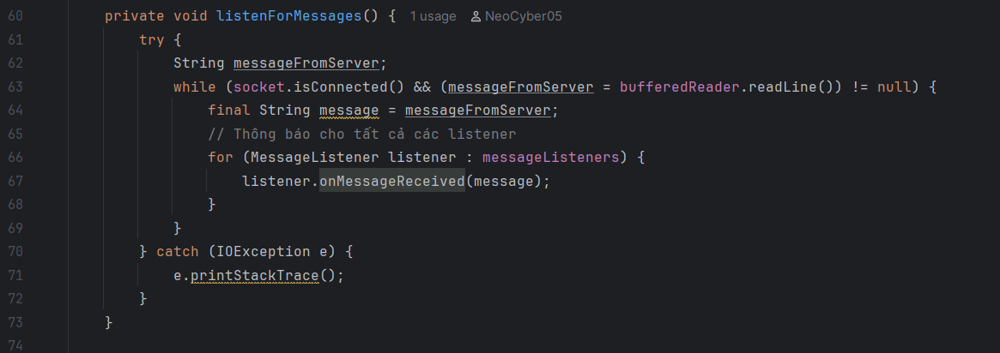 60 private void listenForMessages() { 1 usage NeoCyber05
61 try {
62 String messageFromServer;
63 while (socket.isConnected() && (messageFromServer = bufferedReader.readLine()) != null) {
64 final String message = messageFromServer;
65 // Thông báo cho tất cả các listener
66 for (MessageListener listener : messageListeners) {
67 listener.onMessageReceived(message);
68 }
69 }
70 } catch (IOException e) {
71 e.printStackTrace();
72 }
73 }
74